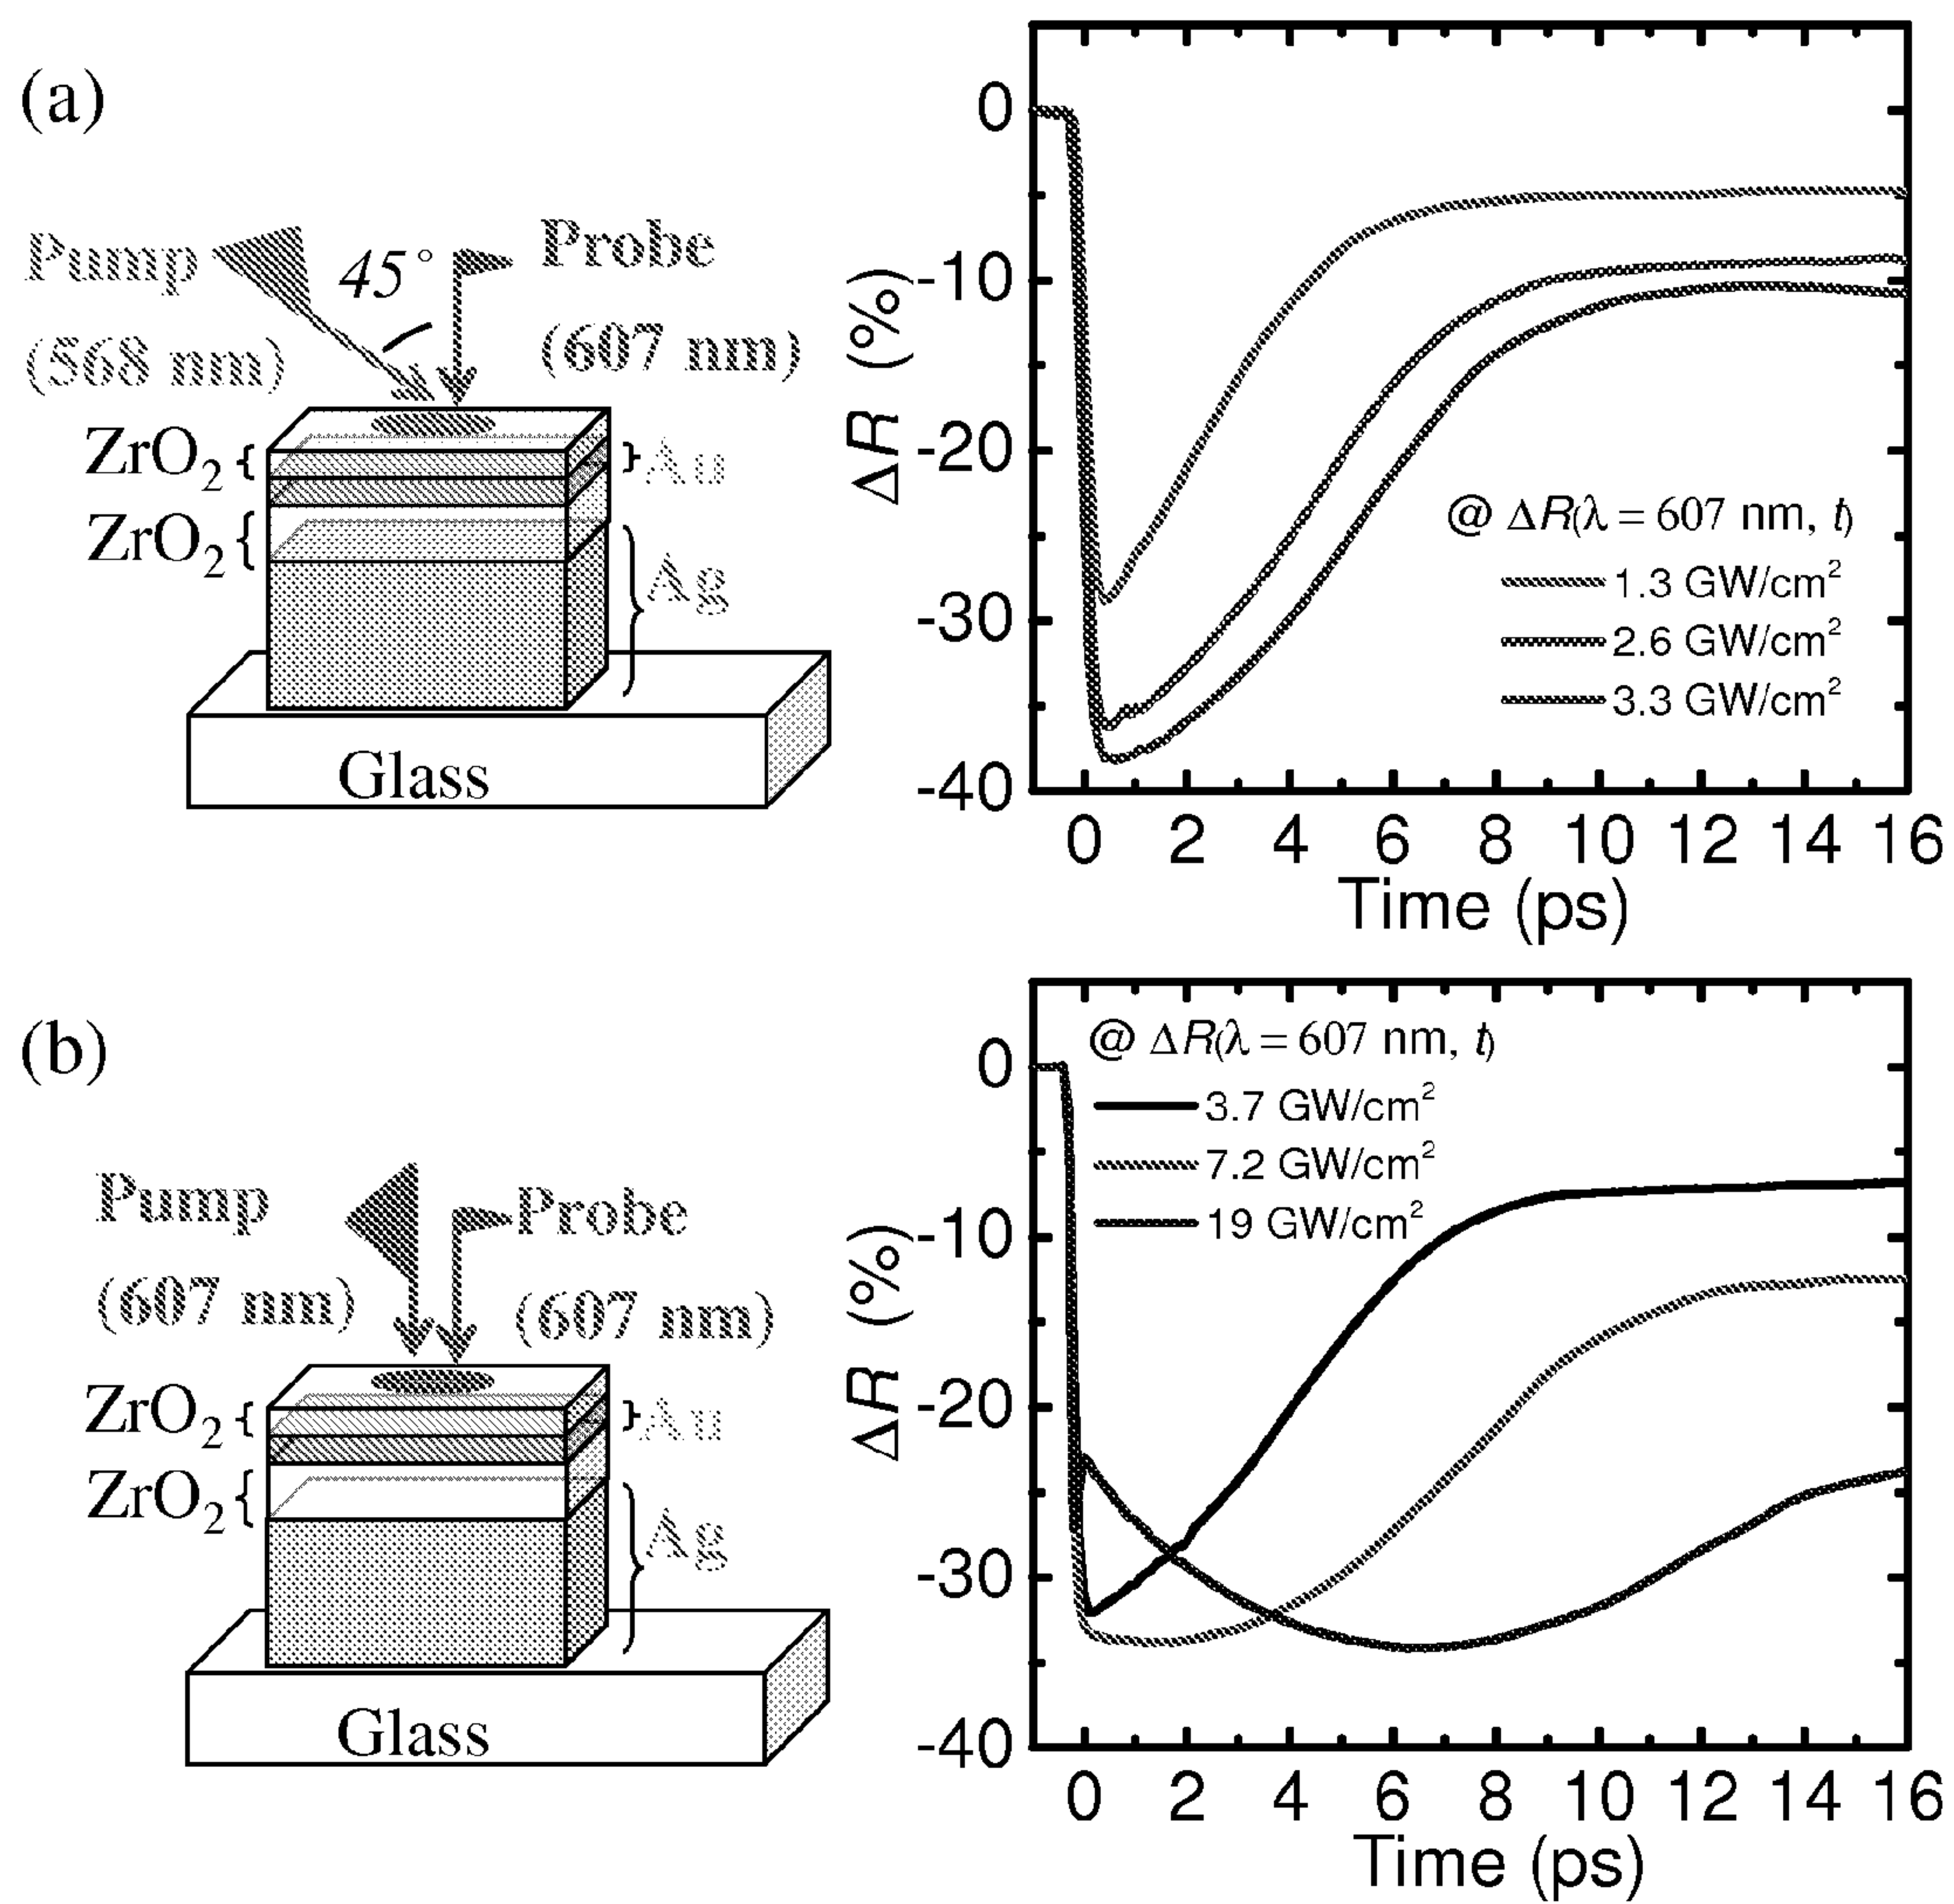 (a)
Pump
(568 nm)
45°
Probe
(607 nm)
ZrO2
Au
ZrO2
Ag
Glass
ΔR (%)
0
-10
-20
-30
-40
@ ΔR(λ = 607 nm, t)
1.3 GW/cm²
2.6 GW/cm²
3.3 GW/cm²
0 2 4 6 8 10 12 14 16
Time (ps)
(b)
Pump
(607 nm)
Probe
(607 nm)
ZrO2
Au
ZrO2
Ag
Glass
ΔR (%)
0
-10
-20
-30
-40
@ ΔR(λ = 607 nm, t)
3.7 GW/cm²
7.2 GW/cm²
19 GW/cm²
0 2 4 6 8 10 12 14 16
Time (ps)